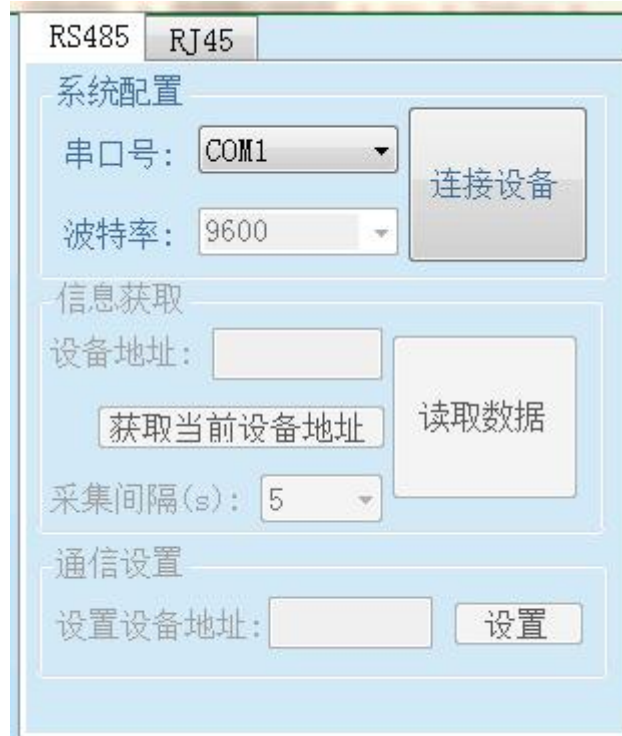 RS485 RJ45
系统配置
串口号: COM1
连接设备
波特率: 9600
信息获取
设备地址:
获取当前设备地址
读取数据
采集间隔(s): 5
通信设置
设置设备地址: 设置